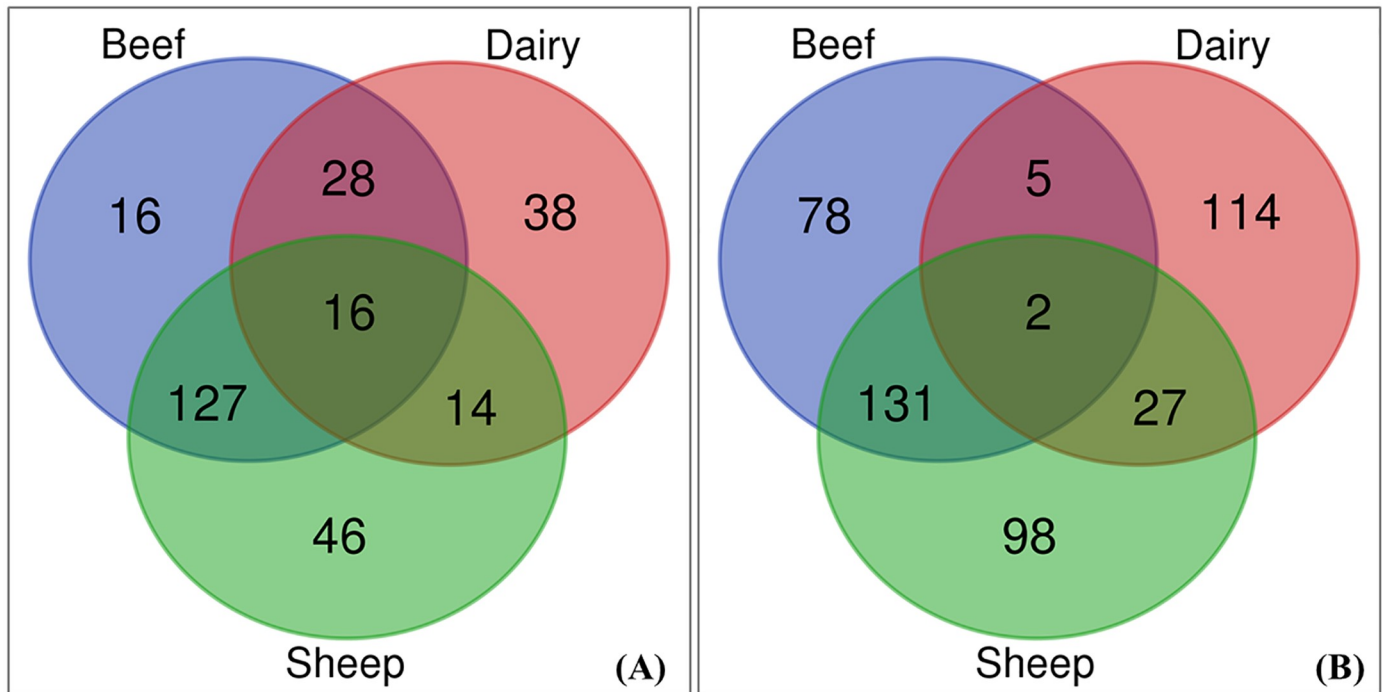 Beef Dairy
28
16 38
16
127 14
46
Sheep (A)
Beef Dairy
5
78 114
2
131 27
98
Sheep (B)